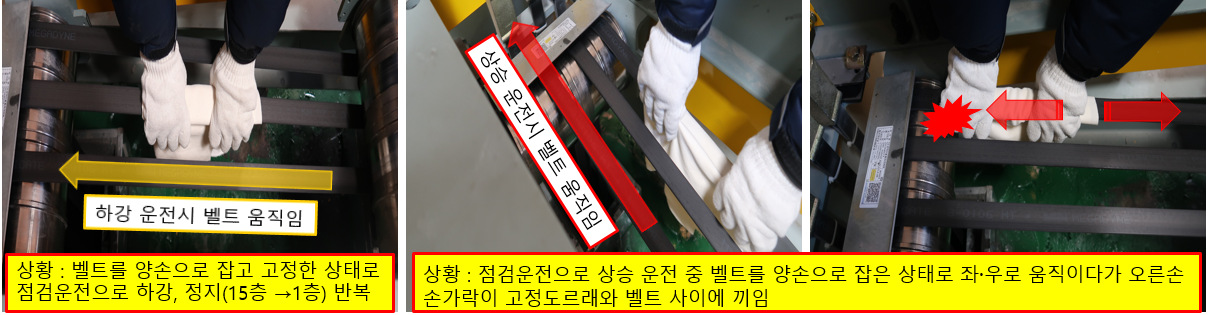 하강 운전시 벨트 움직임
상황 : 벨트를 양손으로 잡고 고정한 상태로
점검운전으로 하강, 정지(15층 →1층) 반복
상승 운전시 벨트 움직임
상황 : 점검운전으로 상승 운전 중 벨트를 양손으로 잡은 상태로 좌·우로 움직이다가 오른손
손가락이 고정도르래와 벨트 사이에 끼임